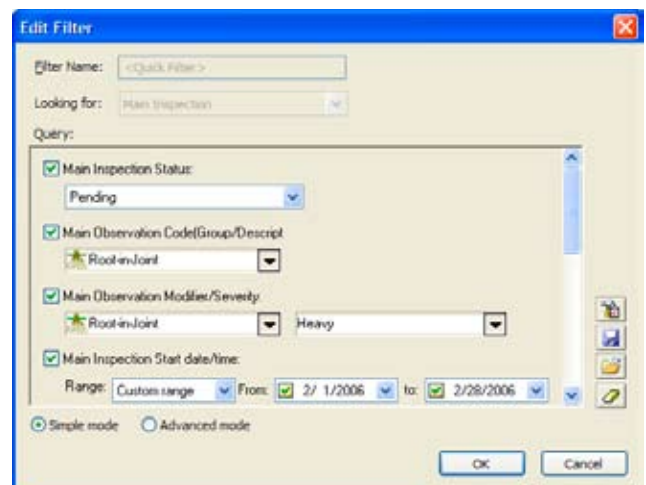 Edit Filter
Filter Name: <Quick Filter>
Looking for: Main Inspection
Query:
Main Inspection Status:
Pending
Main Observation Code(Group/Descript
Root-in-Joint
Main Observation Modifier/Severity
Root-in-Joint Heavy
Main Inspection Start date/time:
Range: Custom range From: 2/ 1/2006 to: 2/28/2006
Simple mode Advanced mode
OK Cancel